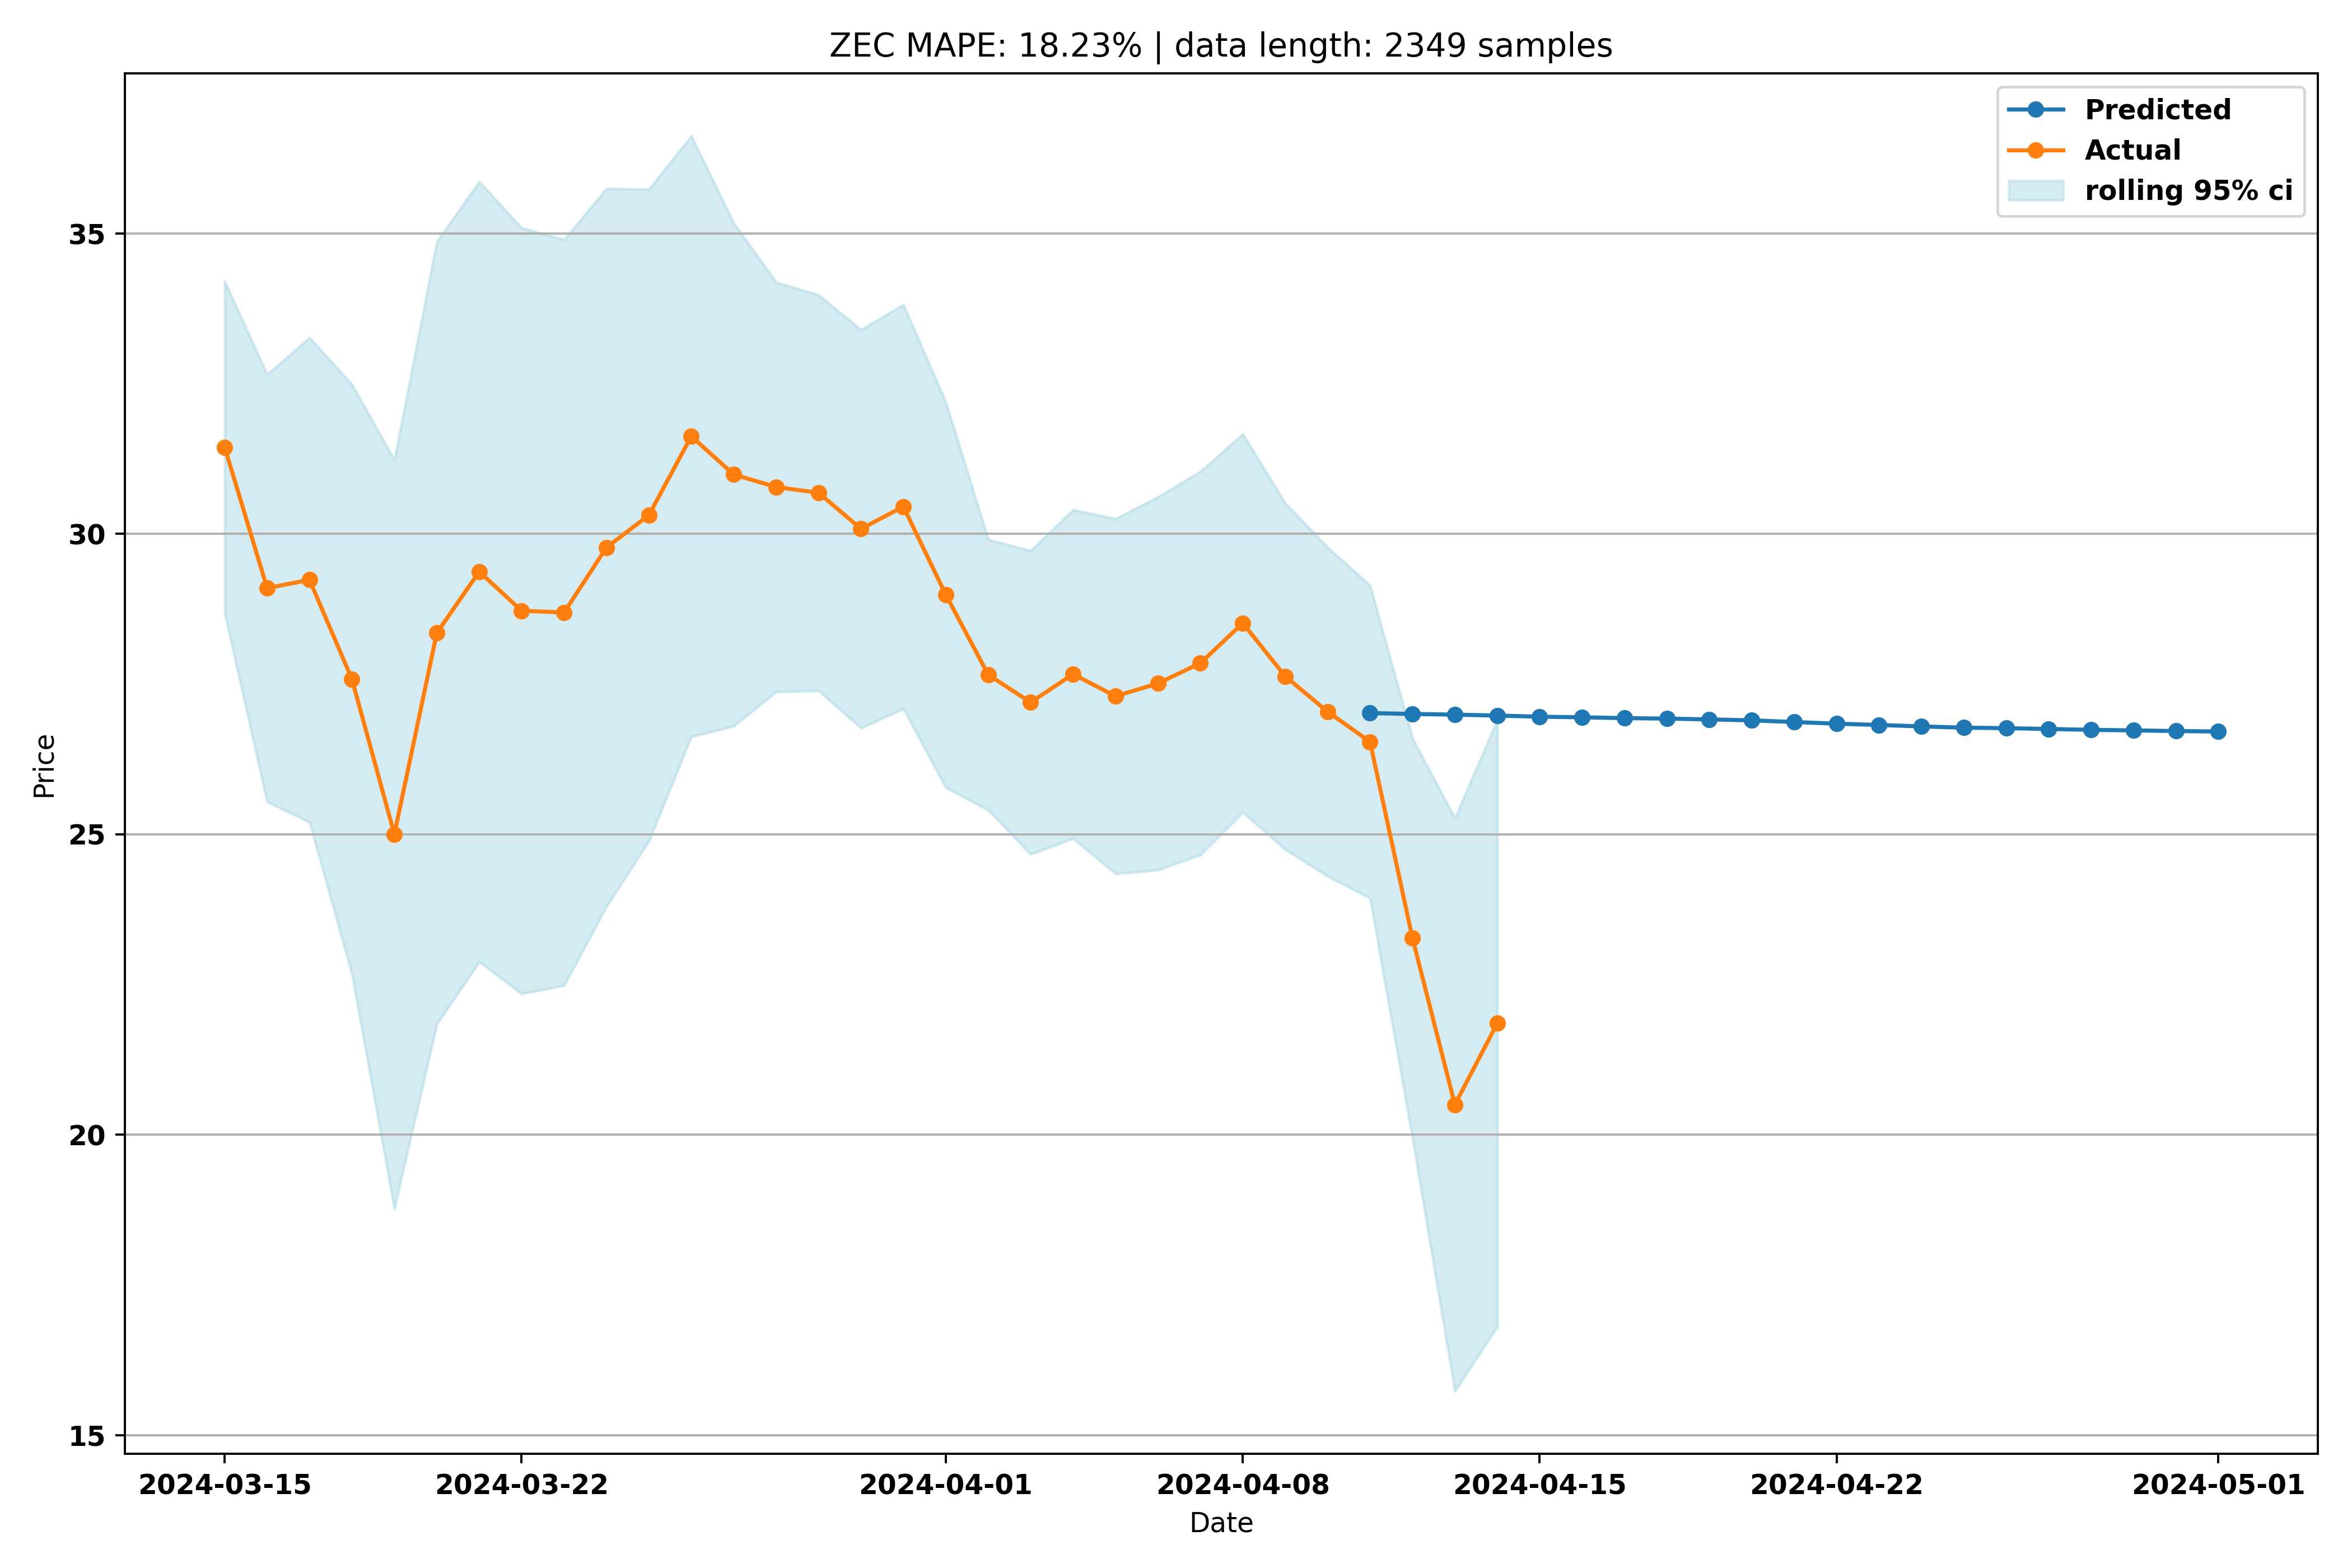 ZEC MAPE: 18.23% | data length: 2349 samples
Predicted
Actual
rolling 95% ci
35
30
25
20
15
Price
2024-03-15 2024-03-22 2024-04-01 2024-04-08 2024-04-15 2024-04-22 2024-05-01
Date